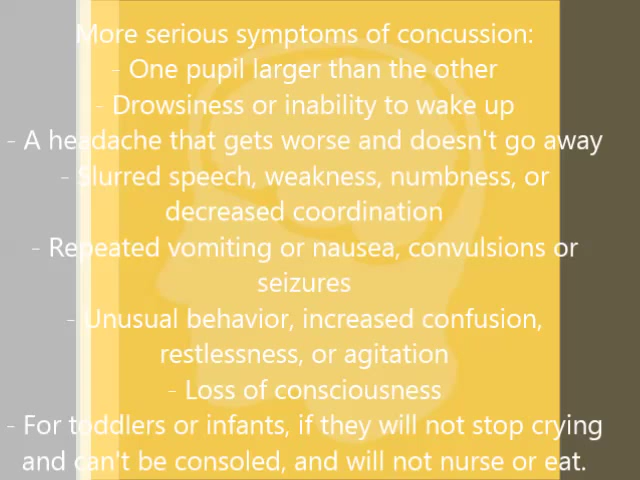 More serious symptoms of concussion:
- One pupil larger than the other
- Drowsiness or inability to wake up
- A headache that gets worse and doesn't go away
- Slurred speech, weakness, numbness, or
decreased coordination
- Repeated vomiting or nausea, convulsions or
seizures
- Unusual behavior, increased confusion,
restlessness, or agitation
- Loss of consciousness
- For toddlers or infants, if they will not stop crying
and can't be consoled, and will not nurse or eat.